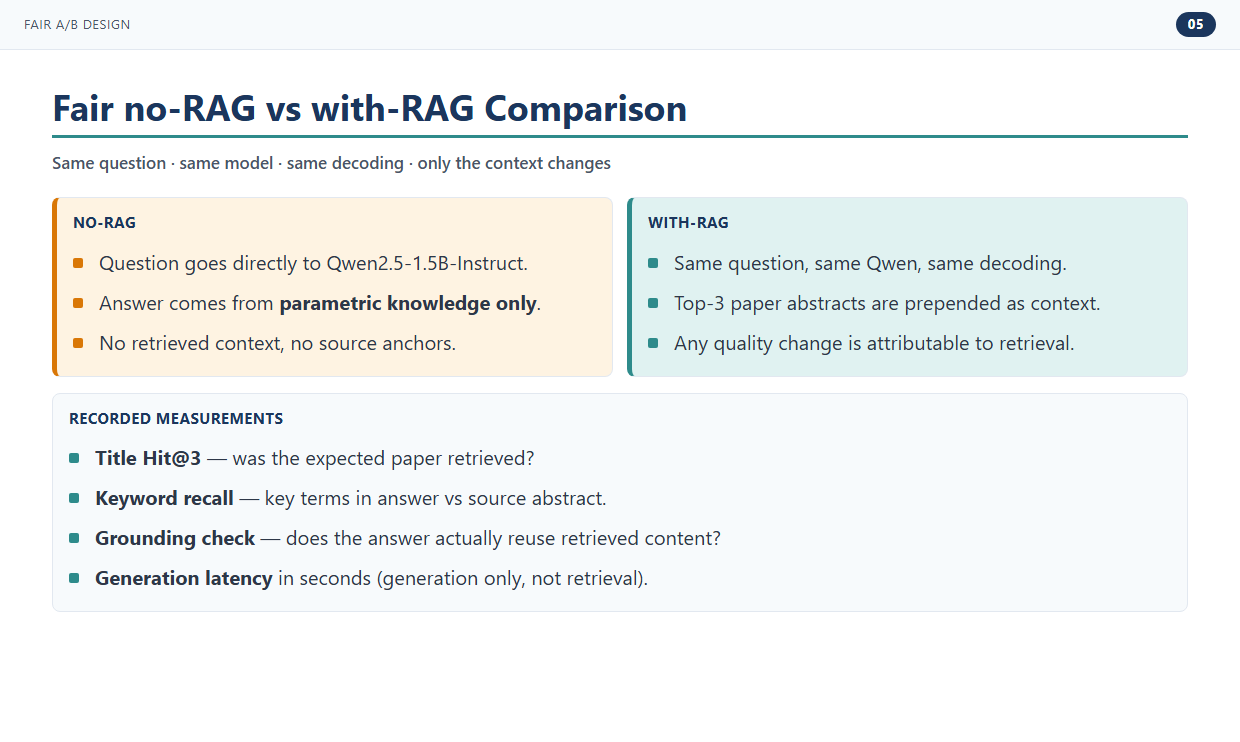 FAIR A/B DESIGN
05
Fair no-RAG vs with-RAG Comparison
Same question · same model · same decoding · only the context changes
NO-RAG
Question goes directly to Qwen2.5-1.5B-Instruct.
Answer comes from parametric knowledge only.
No retrieved context, no source anchors.
WITH-RAG
Same question, same Qwen, same decoding.
Top-3 paper abstracts are prepended as context.
Any quality change is attributable to retrieval.
RECORDED MEASUREMENTS
Title Hit@3 — was the expected paper retrieved?
Keyword recall — key terms in answer vs source abstract.
Grounding check — does the answer actually reuse retrieved content?
Generation latency in seconds (generation only, not retrieval).